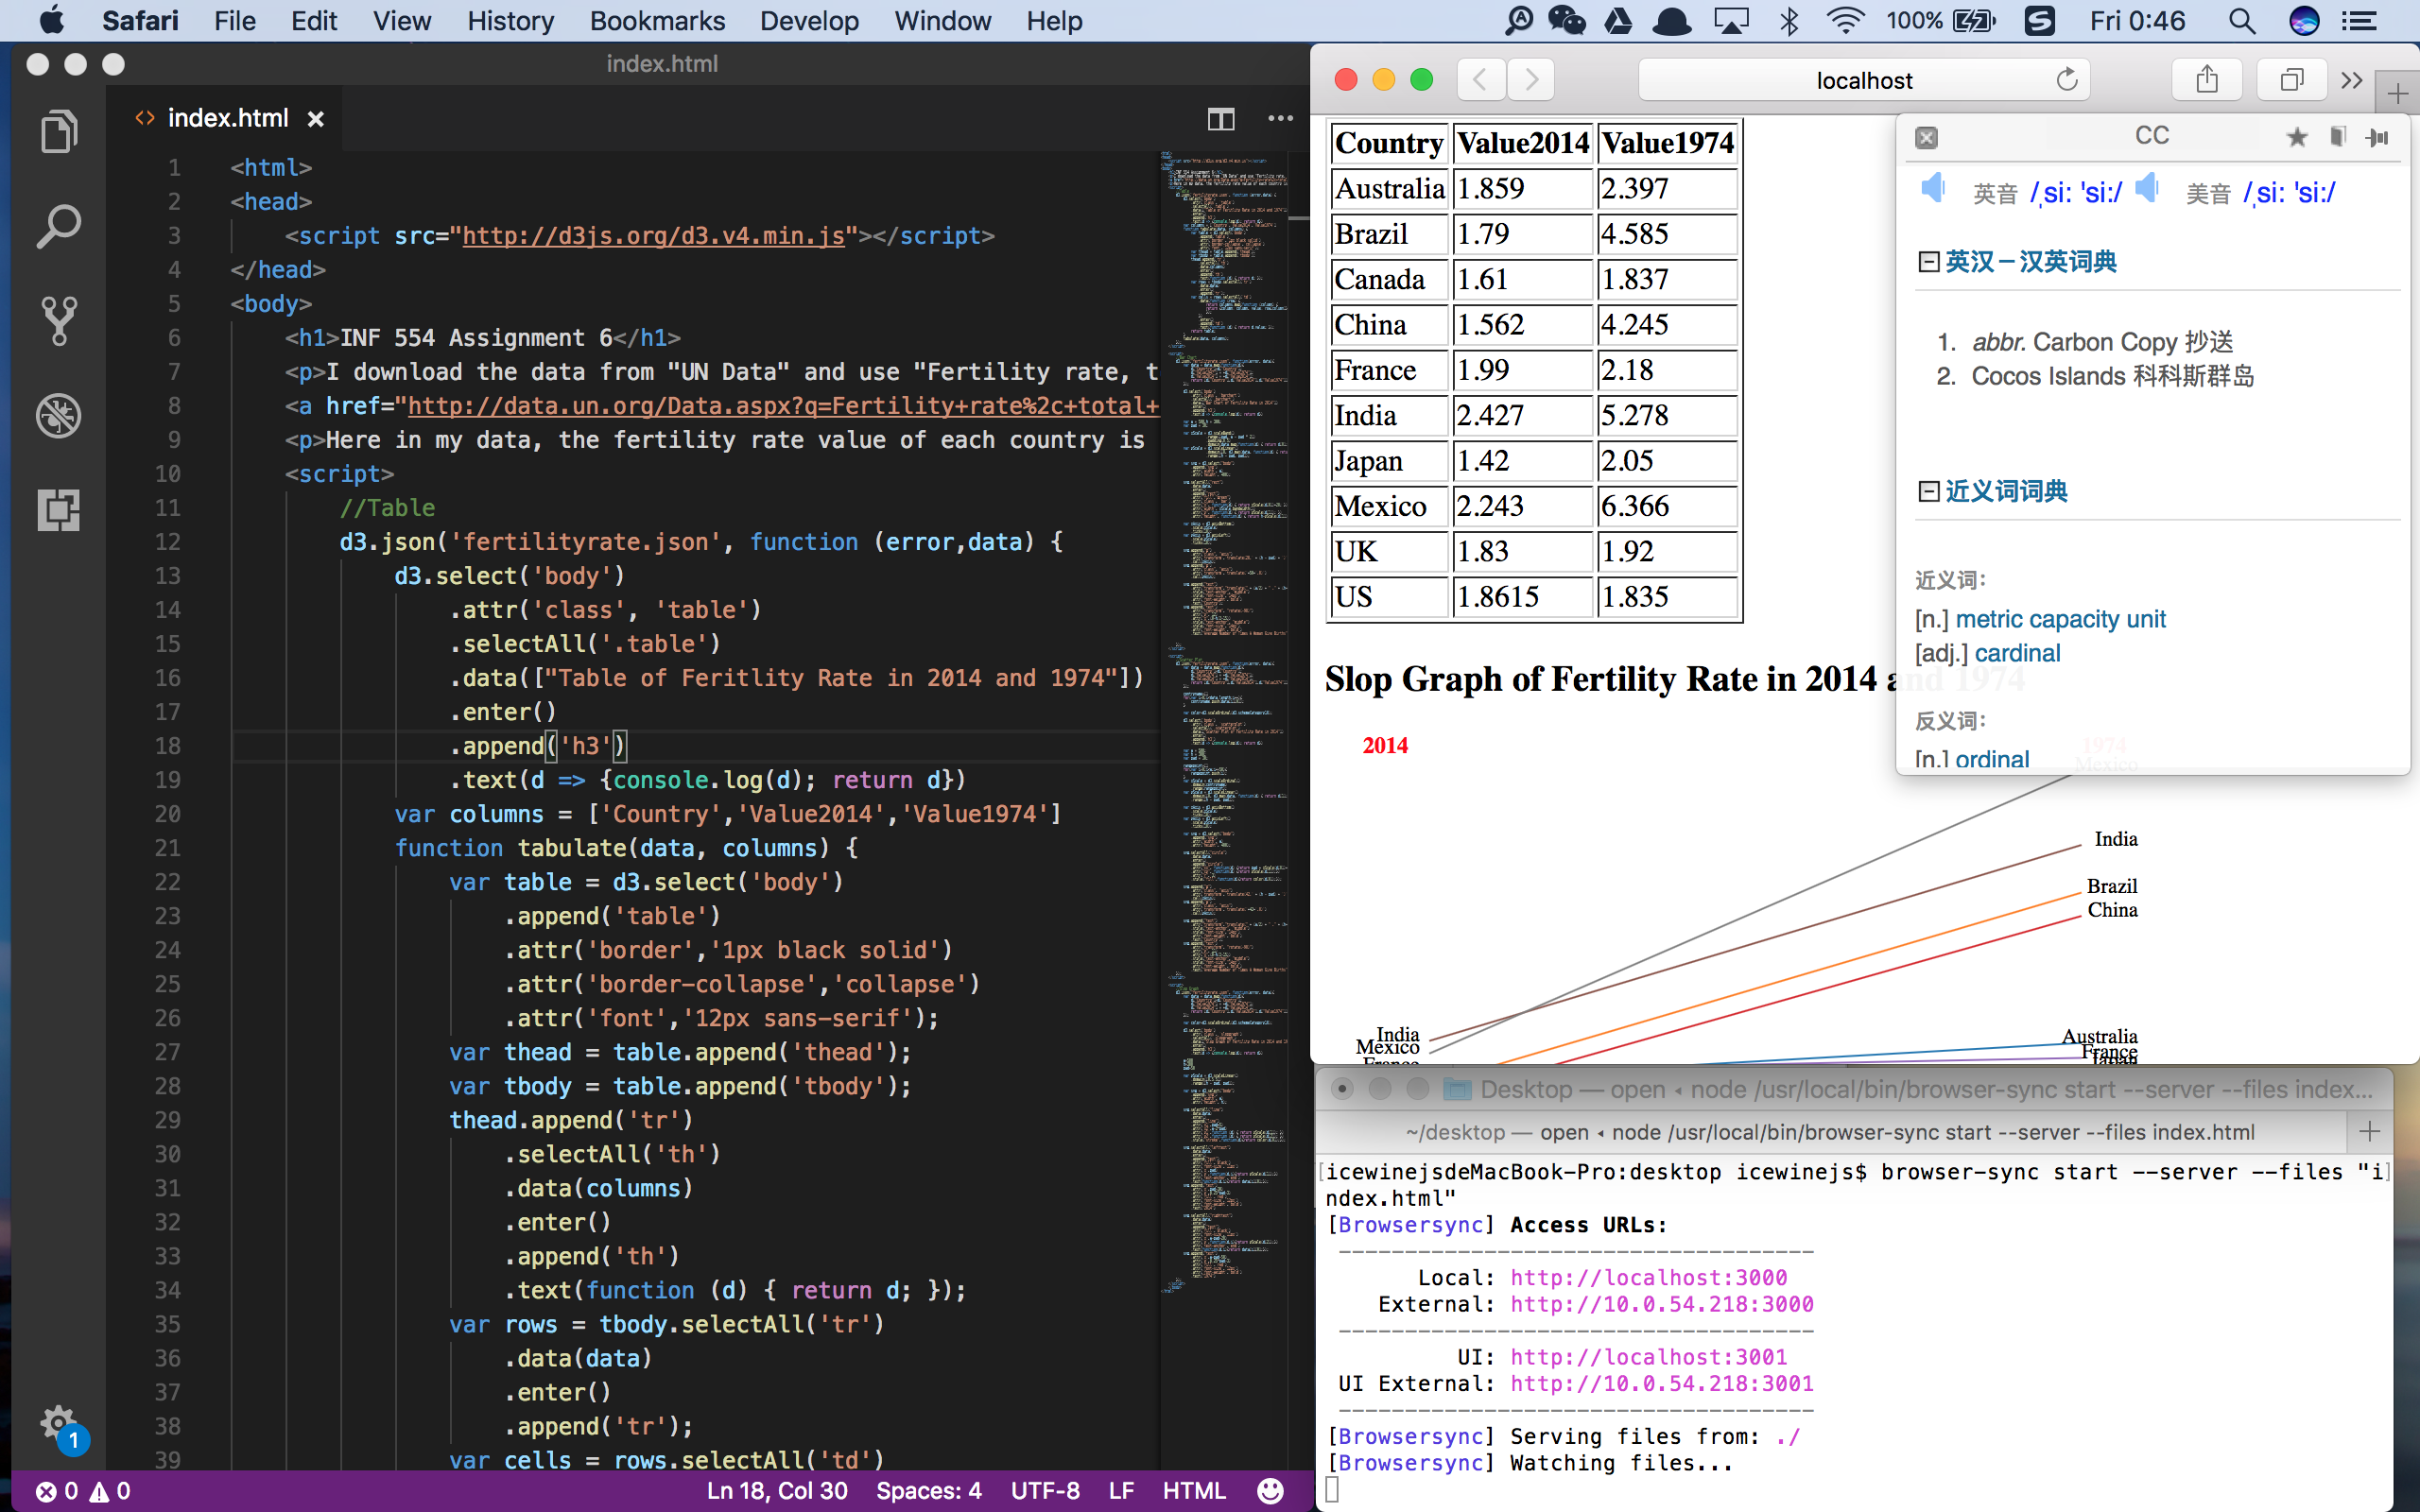 Safari File Edit View History Bookmarks Develop Window Help 100% Fri 0:46
index.html
index.html
1 <html>
2 <head>
3 <script src="http://d3js.org/d3.v4.min.js"></script>
4 </head>
5 <body>
6 <h1>INF 554 Assignment 6</h1>
7 <p>I download the data from "UN Data" and use "Fertility rate, t
8 <a href="http://data.un.org/Data.aspx?q=Fertility+rate%2c+total+
9 <p>Here in my data, the fertility rate value of each country is
10 <script>
11 //Table
12 d3.json('fertilityrate.json', function (error,data) {
13 d3.select('body')
14 .attr('class', 'table')
15 .selectAll('.table')
16 .data(["Table of Feritlity Rate in 2014 and 1974"])
17 .enter()
18 .append('h3')
19 .text(d => {console.log(d); return d})
20 var columns = ['Country','Value2014','Value1974']
21 function tabulate(data, columns) {
22 var table = d3.select('body')
23 .append('table')
24 .attr('border','1px black solid')
25 .attr('border-collapse','collapse')
26 .attr('font','12px sans-serif');
27 var thead = table.append('thead');
28 var tbody = table.append('tbody');
29 thead.append('tr')
30 .selectAll('th')
31 .data(columns)
32 .enter()
33 .append('th')
34 .text(function (d) { return d; });
35 var rows = tbody.selectAll('tr')
36 .data(data)
37 .enter()
38 .append('tr');
39 var cells = rows.selectAll('td')
1
0 0 Ln 18, Col 30 Spaces: 4 UTF-8 LF HTML
localhost
Country Value2014 Value1974
Australia 1.859 2.397
Brazil 1.79 4.585
Canada 1.61 1.837
China 1.562 4.245
France 1.99 2.18
India 2.427 5.278
Japan 1.42 2.05
Mexico 2.243 6.366
UK 1.83 1.92
US 1.8615 1.835
Slop Graph of Fertility Rate in 2014 and 1974
2014
1974
Mexico
India
Brazil
China
Australia
France
Japan
India
Mexico
France
CC
英音 /ˌsiː ˈsiː/ 美音 /ˌsiː ˈsiː/
英汉－汉英词典
1. abbr. Carbon Copy 抄送
2. Cocos Islands 科科斯群岛
近义词词典
近义词：
[n.] metric capacity unit
[adj.] cardinal
反义词：
[n.] ordinal
Desktop — open ◂ node /usr/local/bin/browser-sync start --server --files index...
~/desktop — open ◂ node /usr/local/bin/browser-sync start --server --files index.html
[icewinejsdeMacBook-Pro:desktop icewinejs$ browser-sync start --server --files "i]
ndex.html"
[Browsersync] Access URLs:
--------------------------------------
Local: http://localhost:3000
External: http://10.0.54.218:3000
--------------------------------------
UI: http://localhost:3001
UI External: http://10.0.54.218:3001
--------------------------------------
[Browsersync] Serving files from: ./
[Browsersync] Watching files...